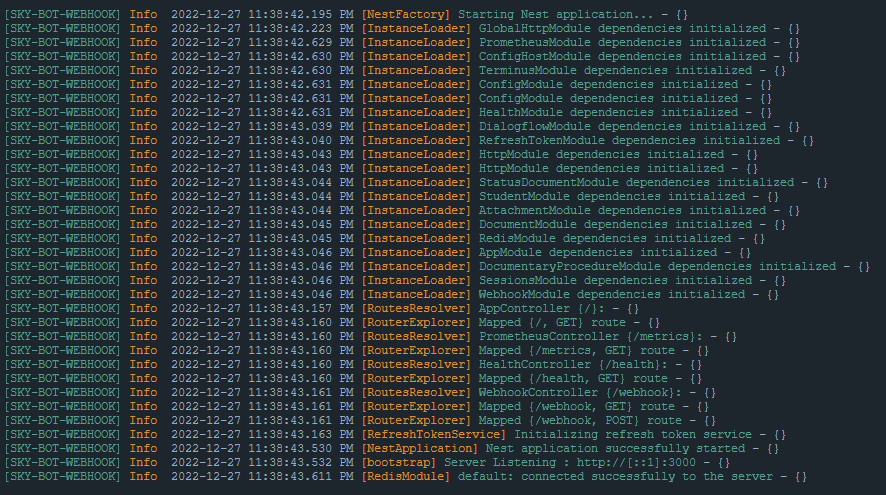 [SKY-BOT-WEBHOOK] Info 2022-12-27 11:38:42.195 PM [NestFactory] Starting Nest application... - {}
[SKY-BOT-WEBHOOK] Info 2022-12-27 11:38:42.223 PM [InstanceLoader] GlobalHttpModule dependencies initialized - {}
[SKY-BOT-WEBHOOK] Info 2022-12-27 11:38:42.629 PM [InstanceLoader] PrometheusModule dependencies initialized - {}
[SKY-BOT-WEBHOOK] Info 2022-12-27 11:38:42.630 PM [InstanceLoader] ConfigHostModule dependencies initialized - {}
[SKY-BOT-WEBHOOK] Info 2022-12-27 11:38:42.630 PM [InstanceLoader] TerminusModule dependencies initialized - {}
[SKY-BOT-WEBHOOK] Info 2022-12-27 11:38:42.631 PM [InstanceLoader] ConfigModule dependencies initialized - {}
[SKY-BOT-WEBHOOK] Info 2022-12-27 11:38:42.631 PM [InstanceLoader] ConfigModule dependencies initialized - {}
[SKY-BOT-WEBHOOK] Info 2022-12-27 11:38:42.631 PM [InstanceLoader] HealthModule dependencies initialized - {}
[SKY-BOT-WEBHOOK] Info 2022-12-27 11:38:43.039 PM [InstanceLoader] DialogflowModule dependencies initialized - {}
[SKY-BOT-WEBHOOK] Info 2022-12-27 11:38:43.040 PM [InstanceLoader] RefreshTokenModule dependencies initialized - {}
[SKY-BOT-WEBHOOK] Info 2022-12-27 11:38:43.043 PM [InstanceLoader] HttpModule dependencies initialized - {}
[SKY-BOT-WEBHOOK] Info 2022-12-27 11:38:43.043 PM [InstanceLoader] HttpModule dependencies initialized - {}
[SKY-BOT-WEBHOOK] Info 2022-12-27 11:38:43.044 PM [InstanceLoader] StatusDocumentModule dependencies initialized - {}
[SKY-BOT-WEBHOOK] Info 2022-12-27 11:38:43.044 PM [InstanceLoader] StudentModule dependencies initialized - {}
[SKY-BOT-WEBHOOK] Info 2022-12-27 11:38:43.044 PM [InstanceLoader] AttachmentModule dependencies initialized - {}
[SKY-BOT-WEBHOOK] Info 2022-12-27 11:38:43.045 PM [InstanceLoader] DocumentModule dependencies initialized - {}
[SKY-BOT-WEBHOOK] Info 2022-12-27 11:38:43.045 PM [InstanceLoader] RedisModule dependencies initialized - {}
[SKY-BOT-WEBHOOK] Info 2022-12-27 11:38:43.046 PM [InstanceLoader] AppModule dependencies initialized - {}
[SKY-BOT-WEBHOOK] Info 2022-12-27 11:38:43.046 PM [InstanceLoader] DocumentaryProcedureModule dependencies initialized - {}
[SKY-BOT-WEBHOOK] Info 2022-12-27 11:38:43.046 PM [InstanceLoader] SessionsModule dependencies initialized - {}
[SKY-BOT-WEBHOOK] Info 2022-12-27 11:38:43.046 PM [InstanceLoader] WebhookModule dependencies initialized - {}
[SKY-BOT-WEBHOOK] Info 2022-12-27 11:38:43.157 PM [RoutesResolver] AppController {/}: - {}
[SKY-BOT-WEBHOOK] Info 2022-12-27 11:38:43.160 PM [RouterExplorer] Mapped {/, GET} route - {}
[SKY-BOT-WEBHOOK] Info 2022-12-27 11:38:43.160 PM [RoutesResolver] PrometheusController {/metrics}: - {}
[SKY-BOT-WEBHOOK] Info 2022-12-27 11:38:43.160 PM [RouterExplorer] Mapped {/metrics, GET} route - {}
[SKY-BOT-WEBHOOK] Info 2022-12-27 11:38:43.160 PM [RoutesResolver] HealthController {/health}: - {}
[SKY-BOT-WEBHOOK] Info 2022-12-27 11:38:43.160 PM [RouterExplorer] Mapped {/health, GET} route - {}
[SKY-BOT-WEBHOOK] Info 2022-12-27 11:38:43.161 PM [RoutesResolver] WebhookController {/webhook}: - {}
[SKY-BOT-WEBHOOK] Info 2022-12-27 11:38:43.161 PM [RouterExplorer] Mapped {/webhook, GET} route - {}
[SKY-BOT-WEBHOOK] Info 2022-12-27 11:38:43.161 PM [RouterExplorer] Mapped {/webhook, POST} route - {}
[SKY-BOT-WEBHOOK] Info 2022-12-27 11:38:43.163 PM [RefreshTokenService] Initializing refresh token service - {}
[SKY-BOT-WEBHOOK] Info 2022-12-27 11:38:43.530 PM [NestApplication] Nest application successfully started - {}
[SKY-BOT-WEBHOOK] Info 2022-12-27 11:38:43.532 PM [bootstrap] Server Listening : http://[::1]:3000 - {}
[SKY-BOT-WEBHOOK] Info 2022-12-27 11:38:43.611 PM [RedisModule] default: connected successfully to the server - {}